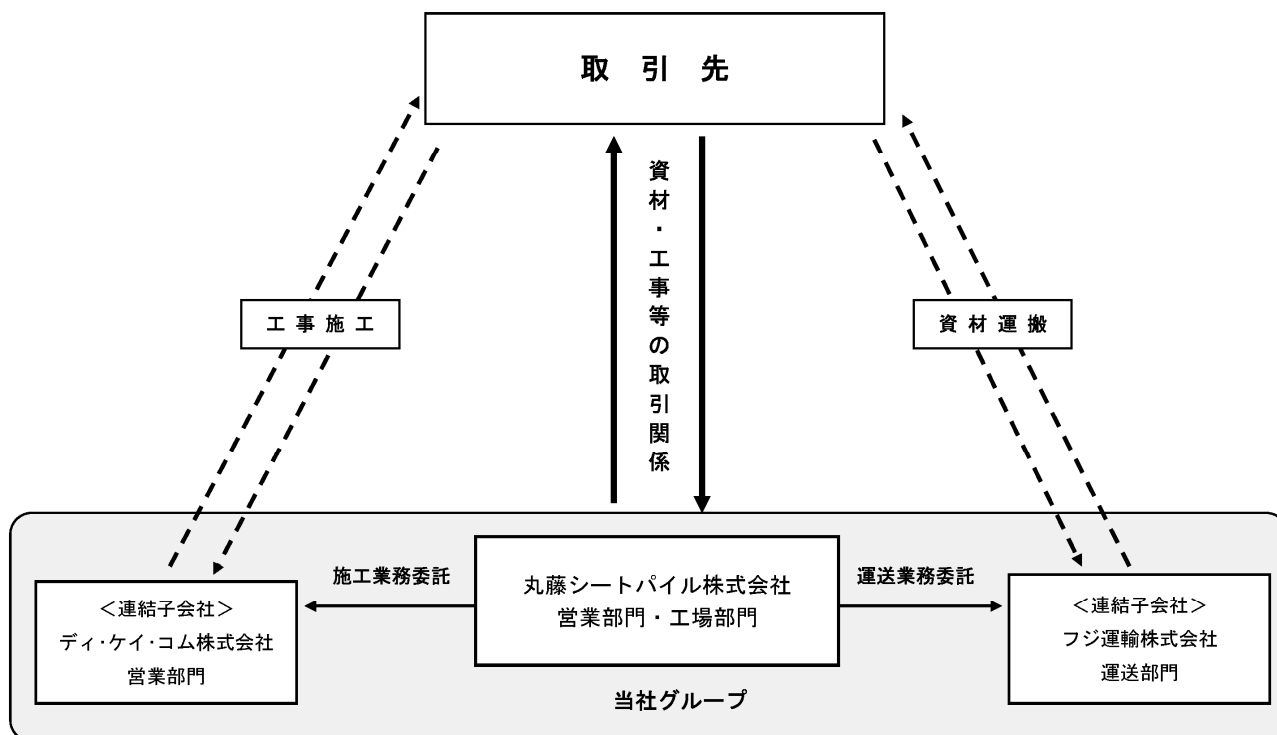 取 引 先
資材・工事等の取引関係
工 事 施 工
資 材 運 搬
施工業務委託
丸藤シートパイル株式会社
営業部門・工場部門
運送業務委託
＜連結子会社＞
ディ・ケイ・コム株式会社
営業部門
＜連結子会社＞
フジ運輸株式会社
運送部門
当社グループ